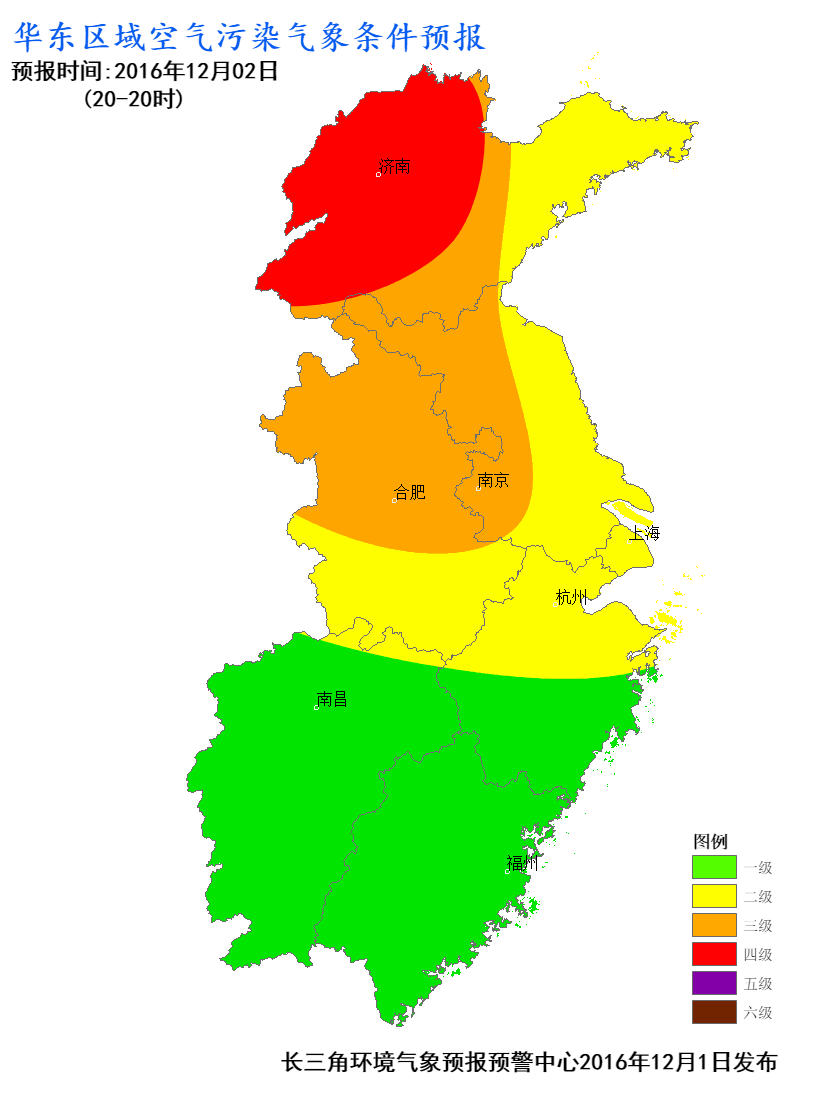 华东区域空气污染气象条件预报
预报时间:2016年12月02日
(20-20时)
济南
合肥
南京
上海
杭州
南昌
福州
图例
一级
二级
三级
四级
五级
六级
长三角环境气象预报预警中心2016年12月1日发布